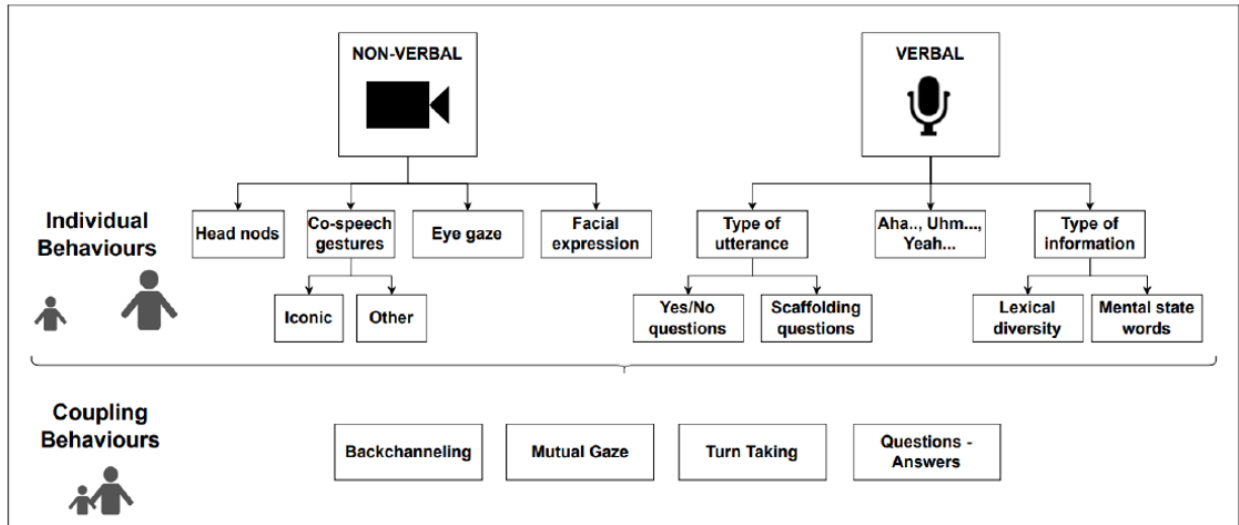 NON-VERBAL
VERBAL
Individual
Behaviours
Head nods
Co-speech
gestures
Eye gaze
Facial
expression
Type of
utterance
Aha.., Uhm...,
Yeah...
Type of
information
Iconic
Other
Yes/No
questions
Scaffolding
questions
Lexical
diversity
Mental state
words
Coupling
Behaviours
Backchanneling
Mutual Gaze
Turn Taking
Questions -
Answers